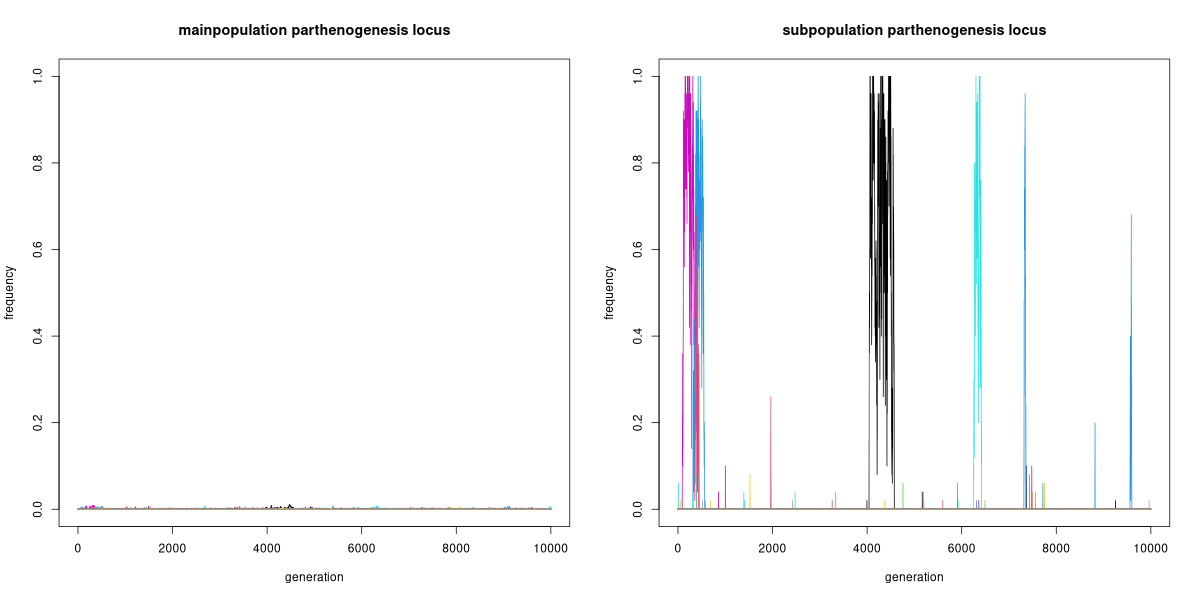 mainpopulation parthenogenesis locus
frequency
0.0 0.2 0.4 0.6 0.8 1.0
0 2000 4000 6000 8000 10000
generation
subpopulation parthenogenesis locus
frequency
0.0 0.2 0.4 0.6 0.8 1.0
0 2000 4000 6000 8000 10000
generation